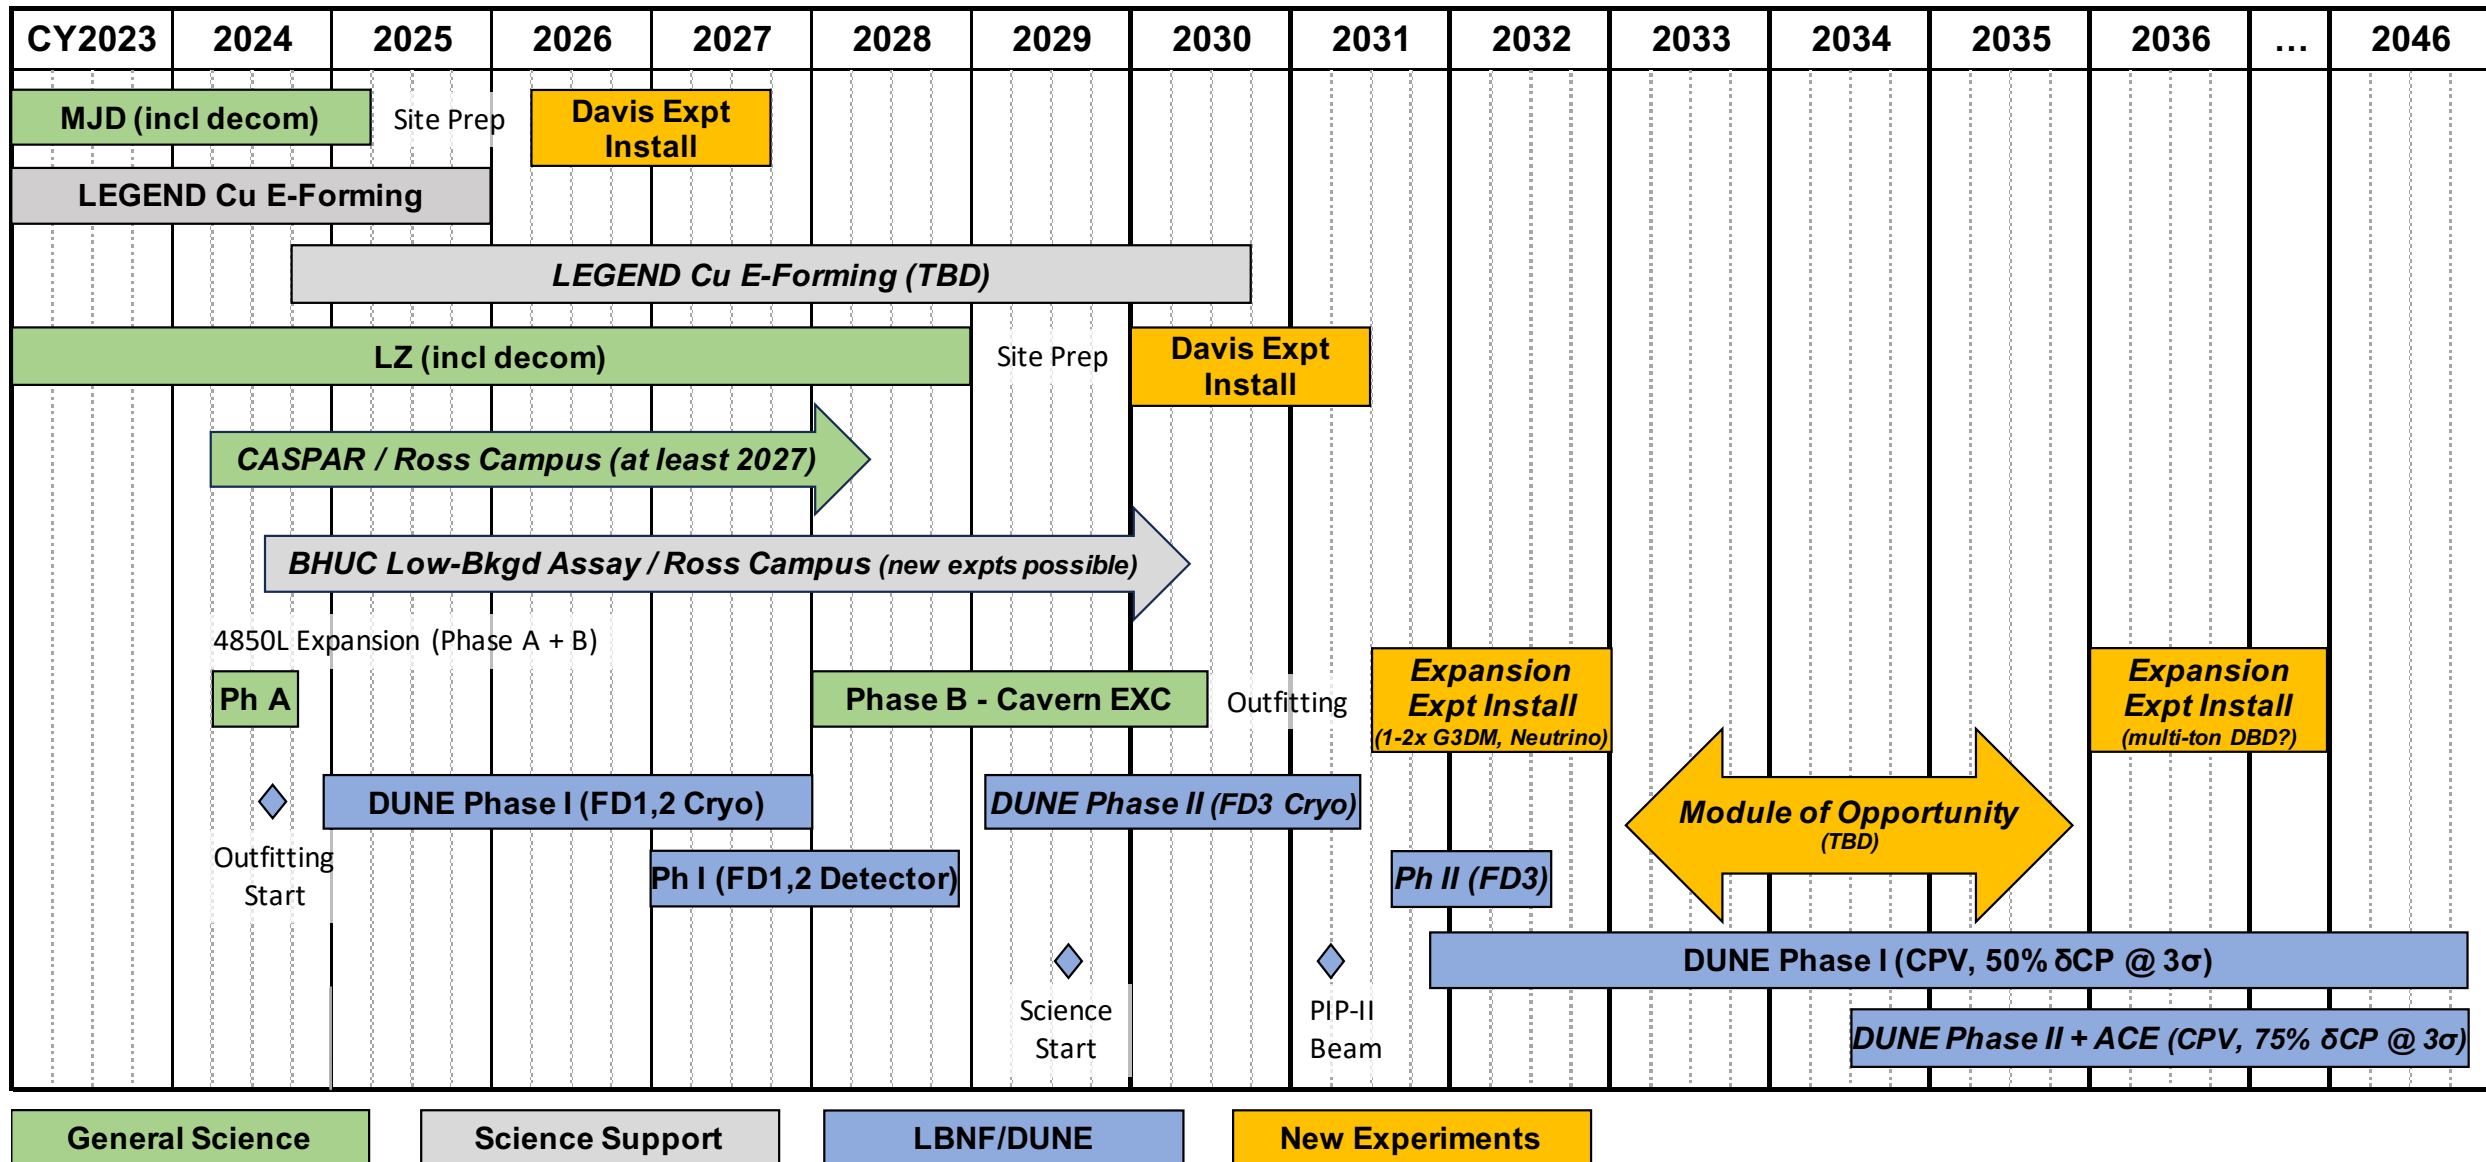 CY2023 2024 2025 2026 2027 2028 2029 2030 2031 2032 2033 2034 2035 2036 ... 2046
MJD (incl decom)
Site Prep
Davis Expt
Install
LEGEND Cu E-Forming
LEGEND Cu E-Forming (TBD)
LZ (incl decom)
Site Prep
Davis Expt
Install
CASPAR / Ross Campus (at least 2027)
BHUC Low-Bkgd Assay / Ross Campus (new expts possible)
4850L Expansion (Phase A + B)
Ph A
Phase B - Cavern EXC
Outfitting
Expansion
Expt Install
(1-2x G3DM, Neutrino)
Expansion
Expt Install
(multi-ton DBD?)
DUNE Phase I (FD1,2 Cryo)
DUNE Phase II (FD3 Cryo)
Module of Opportunity
(TBD)
Outfitting
Start
Ph I (FD1,2 Detector)
Ph II (FD3)
DUNE Phase I (CPV, 50% δCP @ 3σ)
Science
Start
PIP-II
Beam
DUNE Phase II + ACE (CPV, 75% δCP @ 3σ)
General Science
Science Support
LBNF/DUNE
New Experiments